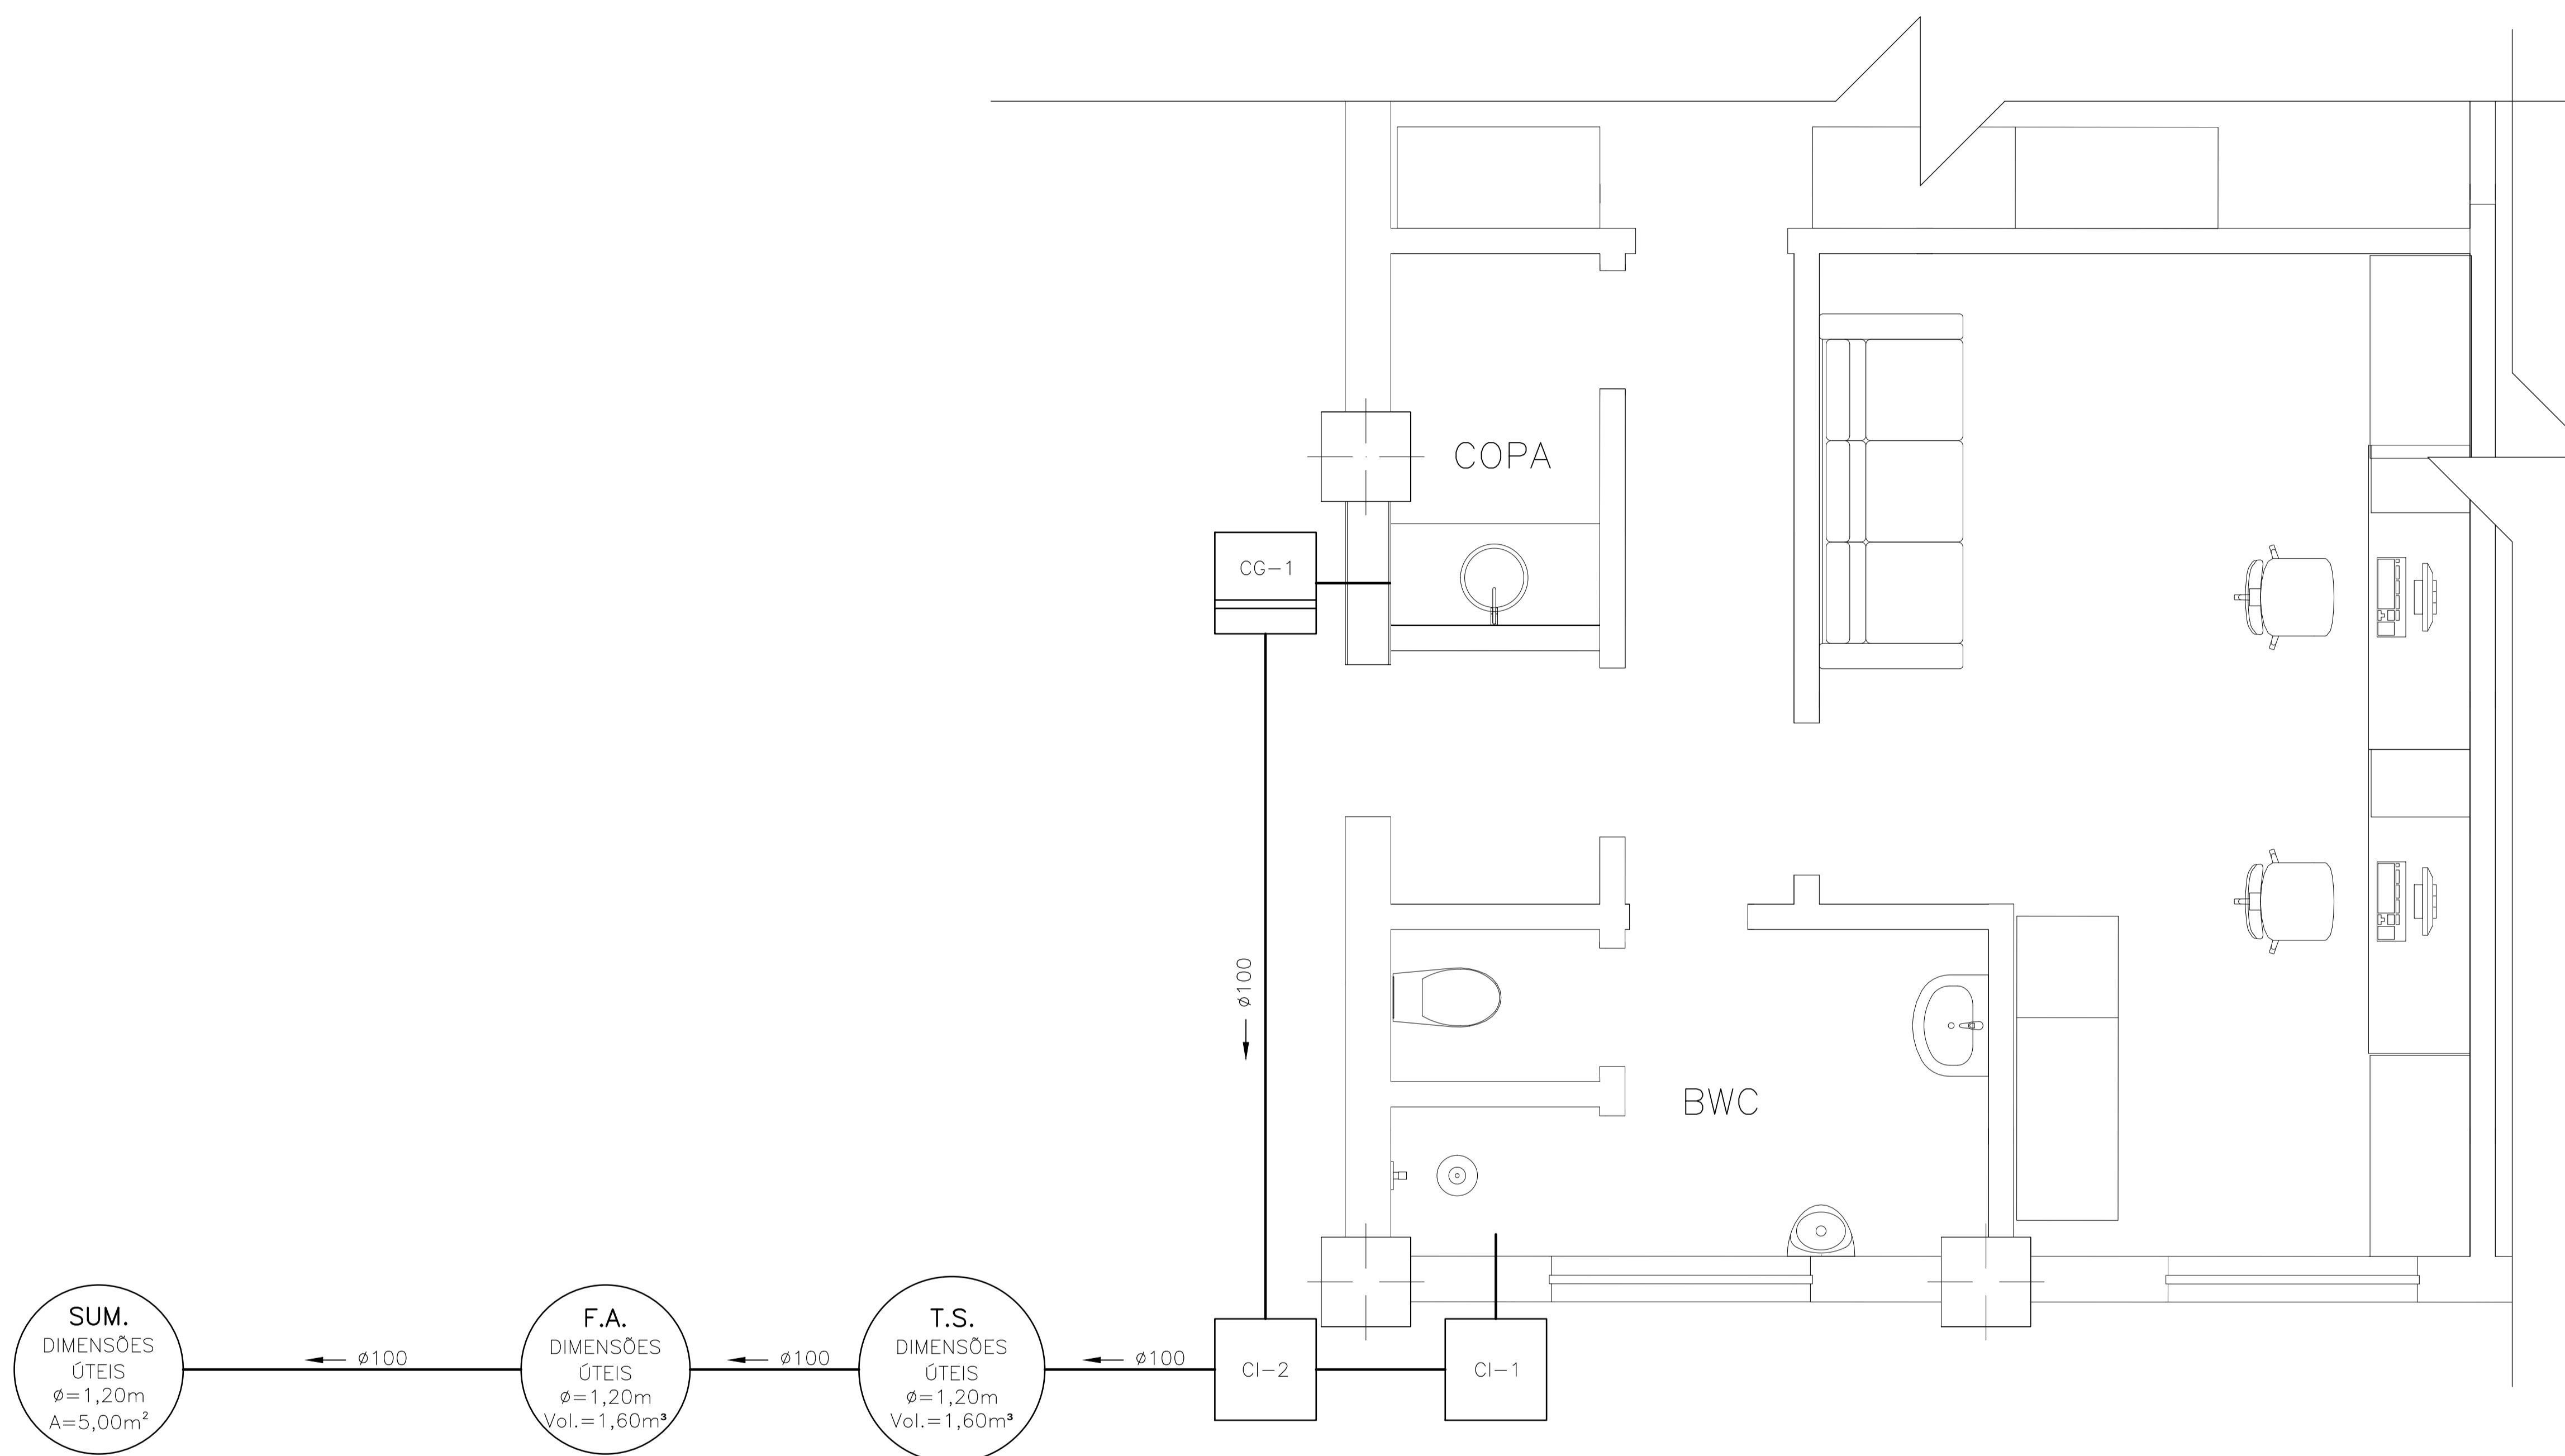 COPA
CG-1
ø100
BWC
SUM.
DIMENSÕES
ÚTEIS
ø=1,20m
A=5,00m²
ø100
F.A.
DIMENSÕES
ÚTEIS
ø=1,20m
Vol.=1,60m³
ø100
T.S.
DIMENSÕES
ÚTEIS
ø=1,20m
Vol.=1,60m³
ø100
CI-2
CI-1